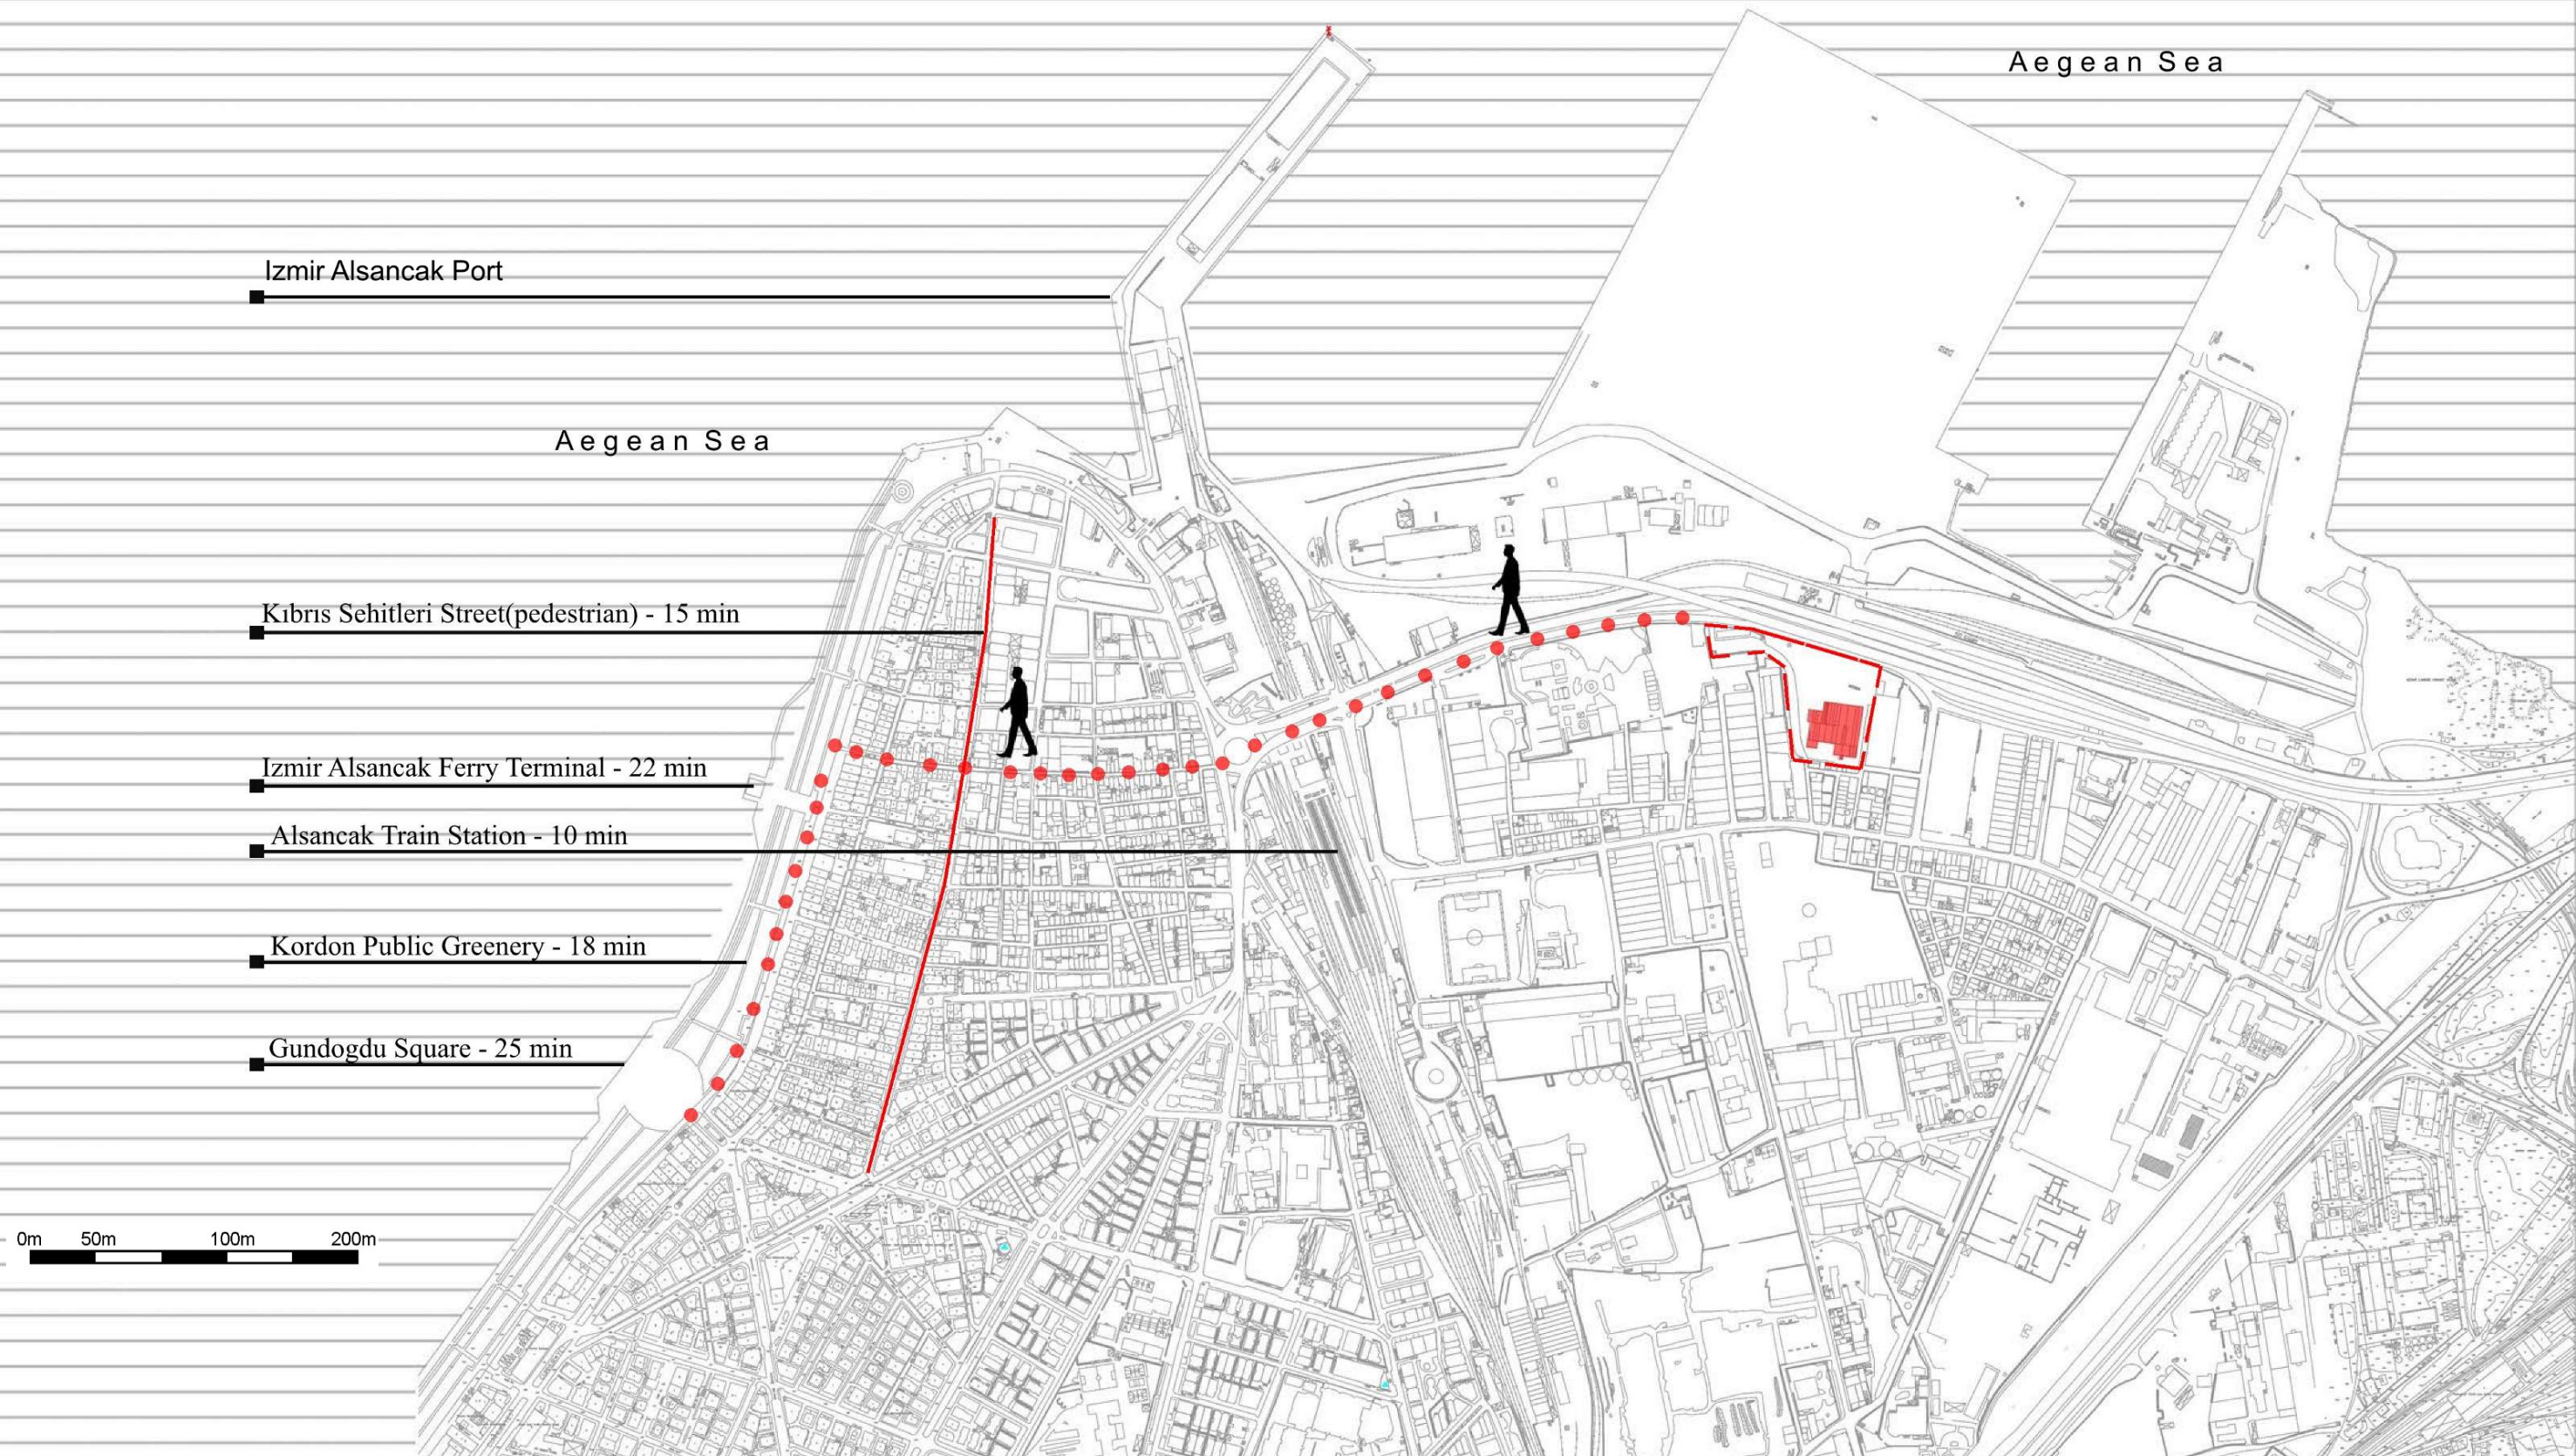 Aegean Sea
Izmir Alsancak Port
Aegean Sea
Kıbrıs Sehitleri Street(pedestrian) - 15 min
Izmir Alsancak Ferry Terminal - 22 min
Alsancak Train Station - 10 min
Kordon Public Greenery - 18 min
Gundogdu Square - 25 min
0m 50m 100m 200m